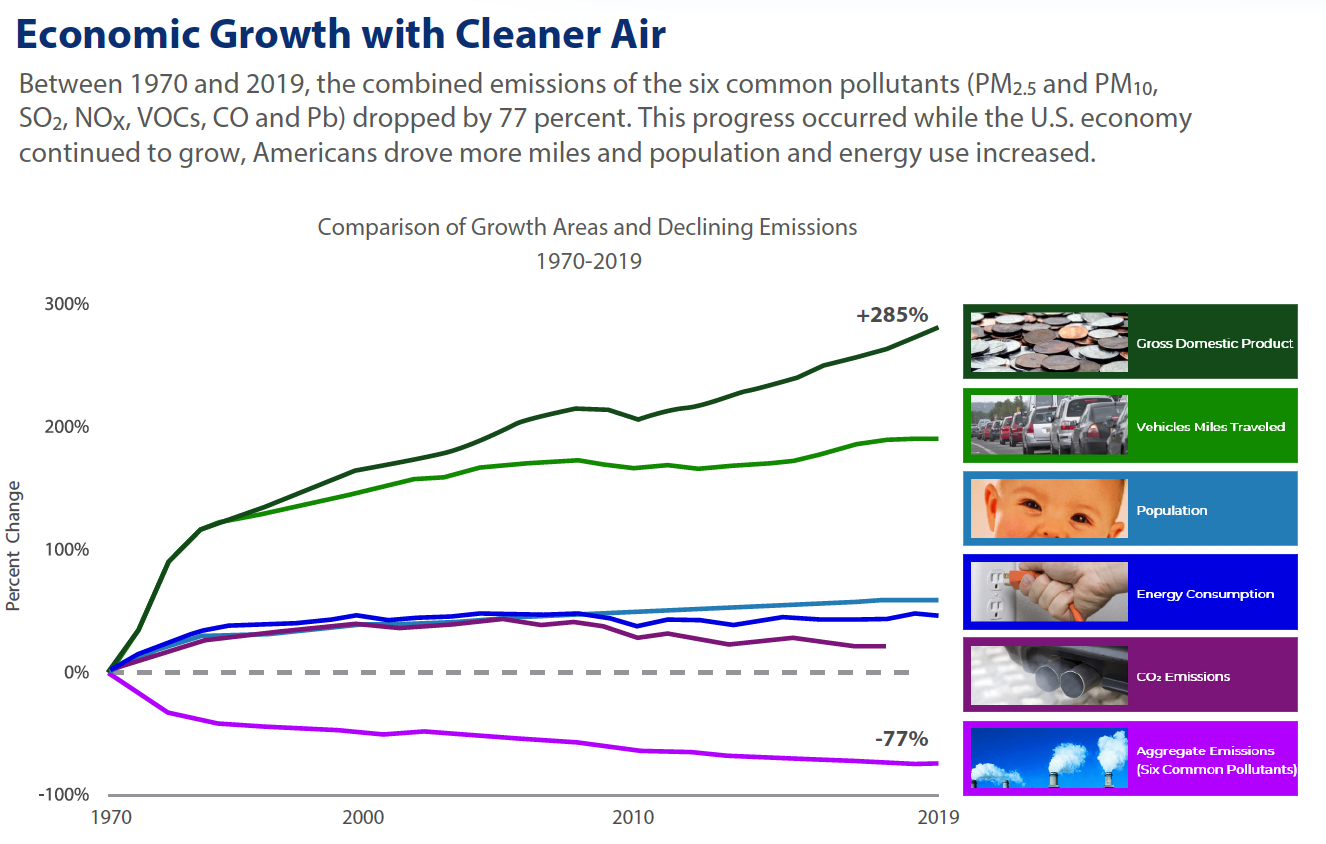 Economic Growth with Cleaner Air
Between 1970 and 2019, the combined emissions of the six common pollutants (PM₂.₅ and PM₁₀,
SO₂, NOₓ, VOCs, CO and Pb) dropped by 77 percent. This progress occurred while the U.S. economy
continued to grow, Americans drove more miles and population and energy use increased.
Comparison of Growth Areas and Declining Emissions
1970-2019
300%
200%
100%
0%
-100%
Percent Change
+285%
-77%
1970
2000
2010
2019
Gross Domestic Product
Vehicles Miles Traveled
Population
Energy Consumption
CO₂ Emissions
Aggregate Emissions
(Six Common Pollutants)